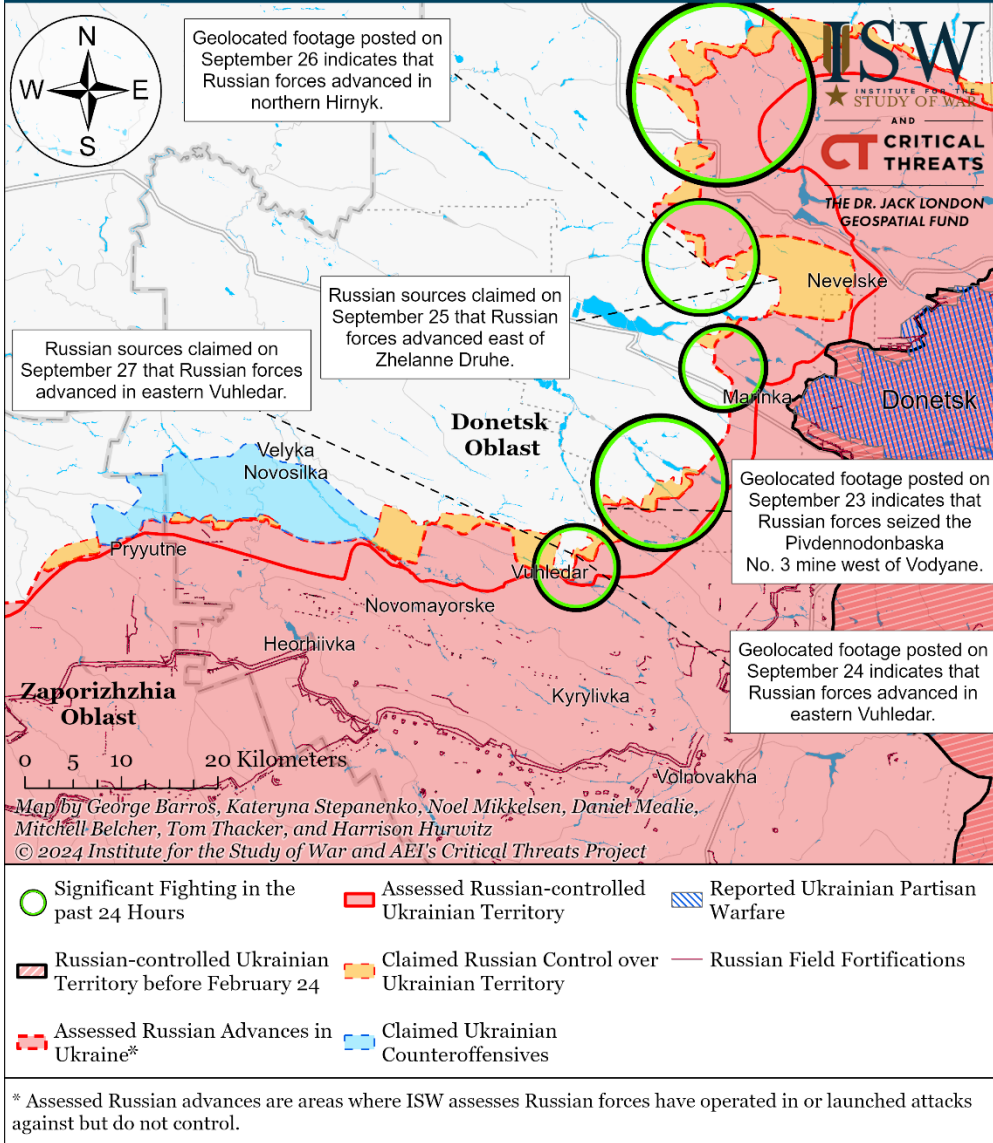 N
W
E
S
Geolocated footage posted on
September 26 indicates that
Russian forces advanced in
northern Hirnyk.
ISW
INSTITUTE FOR THE
STUDY OF WAR
AND
CT CRITICAL
THREATS
THE DR. JACK LONDON
GEOSPATIAL FUND
Russian sources claimed on
September 25 that Russian
forces advanced east of
Zhelanne Druhe.
Nevelske
Russian sources claimed on
September 27 that Russian forces
advanced in eastern Vuhledar.
Marinka
Donetsk
Donetsk
Oblast
Velyka
Novosilka
Geolocated footage posted on
September 23 indicates that
Russian forces seized the
Pivdennodonbaska
No. 3 mine west of Vodyane.
Pryyutne
Vuhledar
Novomayorske
Heorhiivka
Geolocated footage posted on
September 24 indicates that
Russian forces advanced in
eastern Vuhledar.
Zaporizhzhia
Oblast
Kyrylivka
0 5 10 20 Kilometers
Volnovakha
Map by George Barros, Kateryna Stepanenko, Noel Mikkelsen, Daniel Mealie,
Mitchell Belcher, Tom Thacker, and Harrison Hurwitz
© 2024 Institute for the Study of War and AEI's Critical Threats Project
Significant Fighting in the
past 24 Hours
Assessed Russian-controlled
Ukrainian Territory
Reported Ukrainian Partisan
Warfare
Russian-controlled Ukrainian
Territory before February 24
Claimed Russian Control over
Ukrainian Territory
Russian Field Fortifications
Assessed Russian Advances in
Ukraine*
Claimed Ukrainian
Counteroffensives
* Assessed Russian advances are areas where ISW assesses Russian forces have operated in or launched attacks
against but do not control.